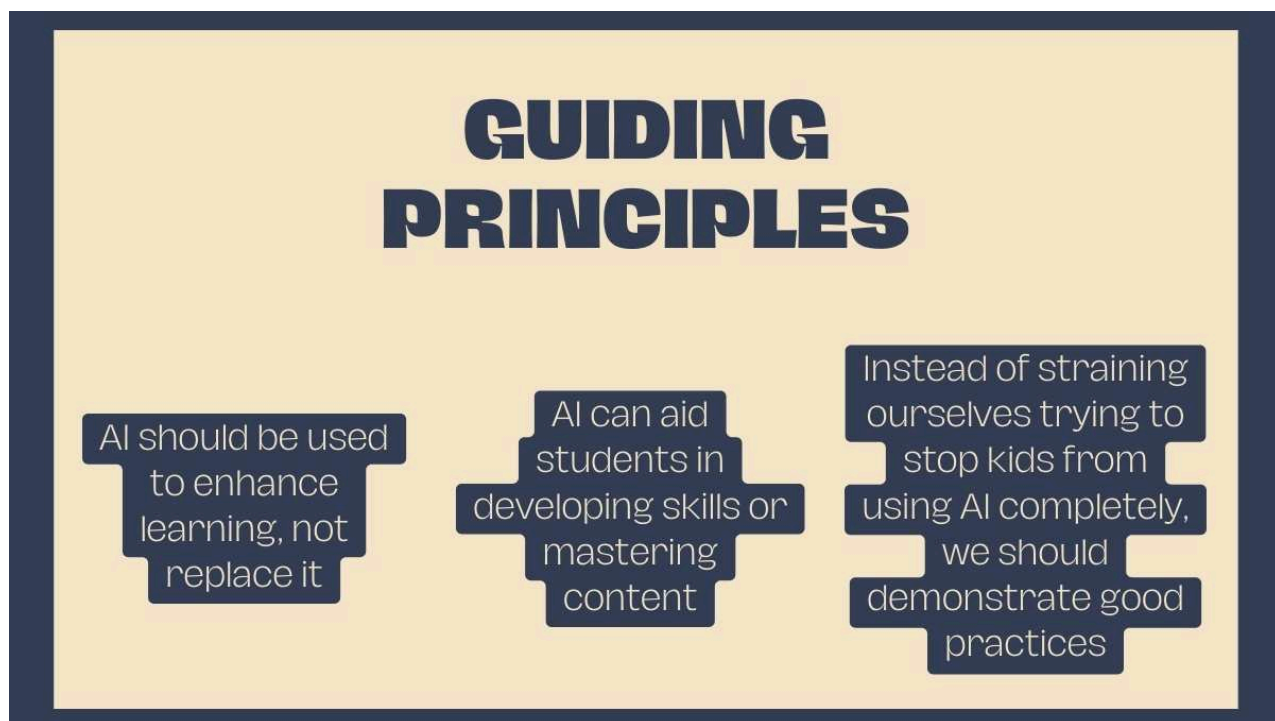 GUIDING
PRINCIPLES
AI should be used
to enhance
learning, not
replace it
AI can aid
students in
developing skills or
mastering
content
Instead of straining
ourselves trying to
stop kids from
using AI completely,
we should
demonstrate good
practices